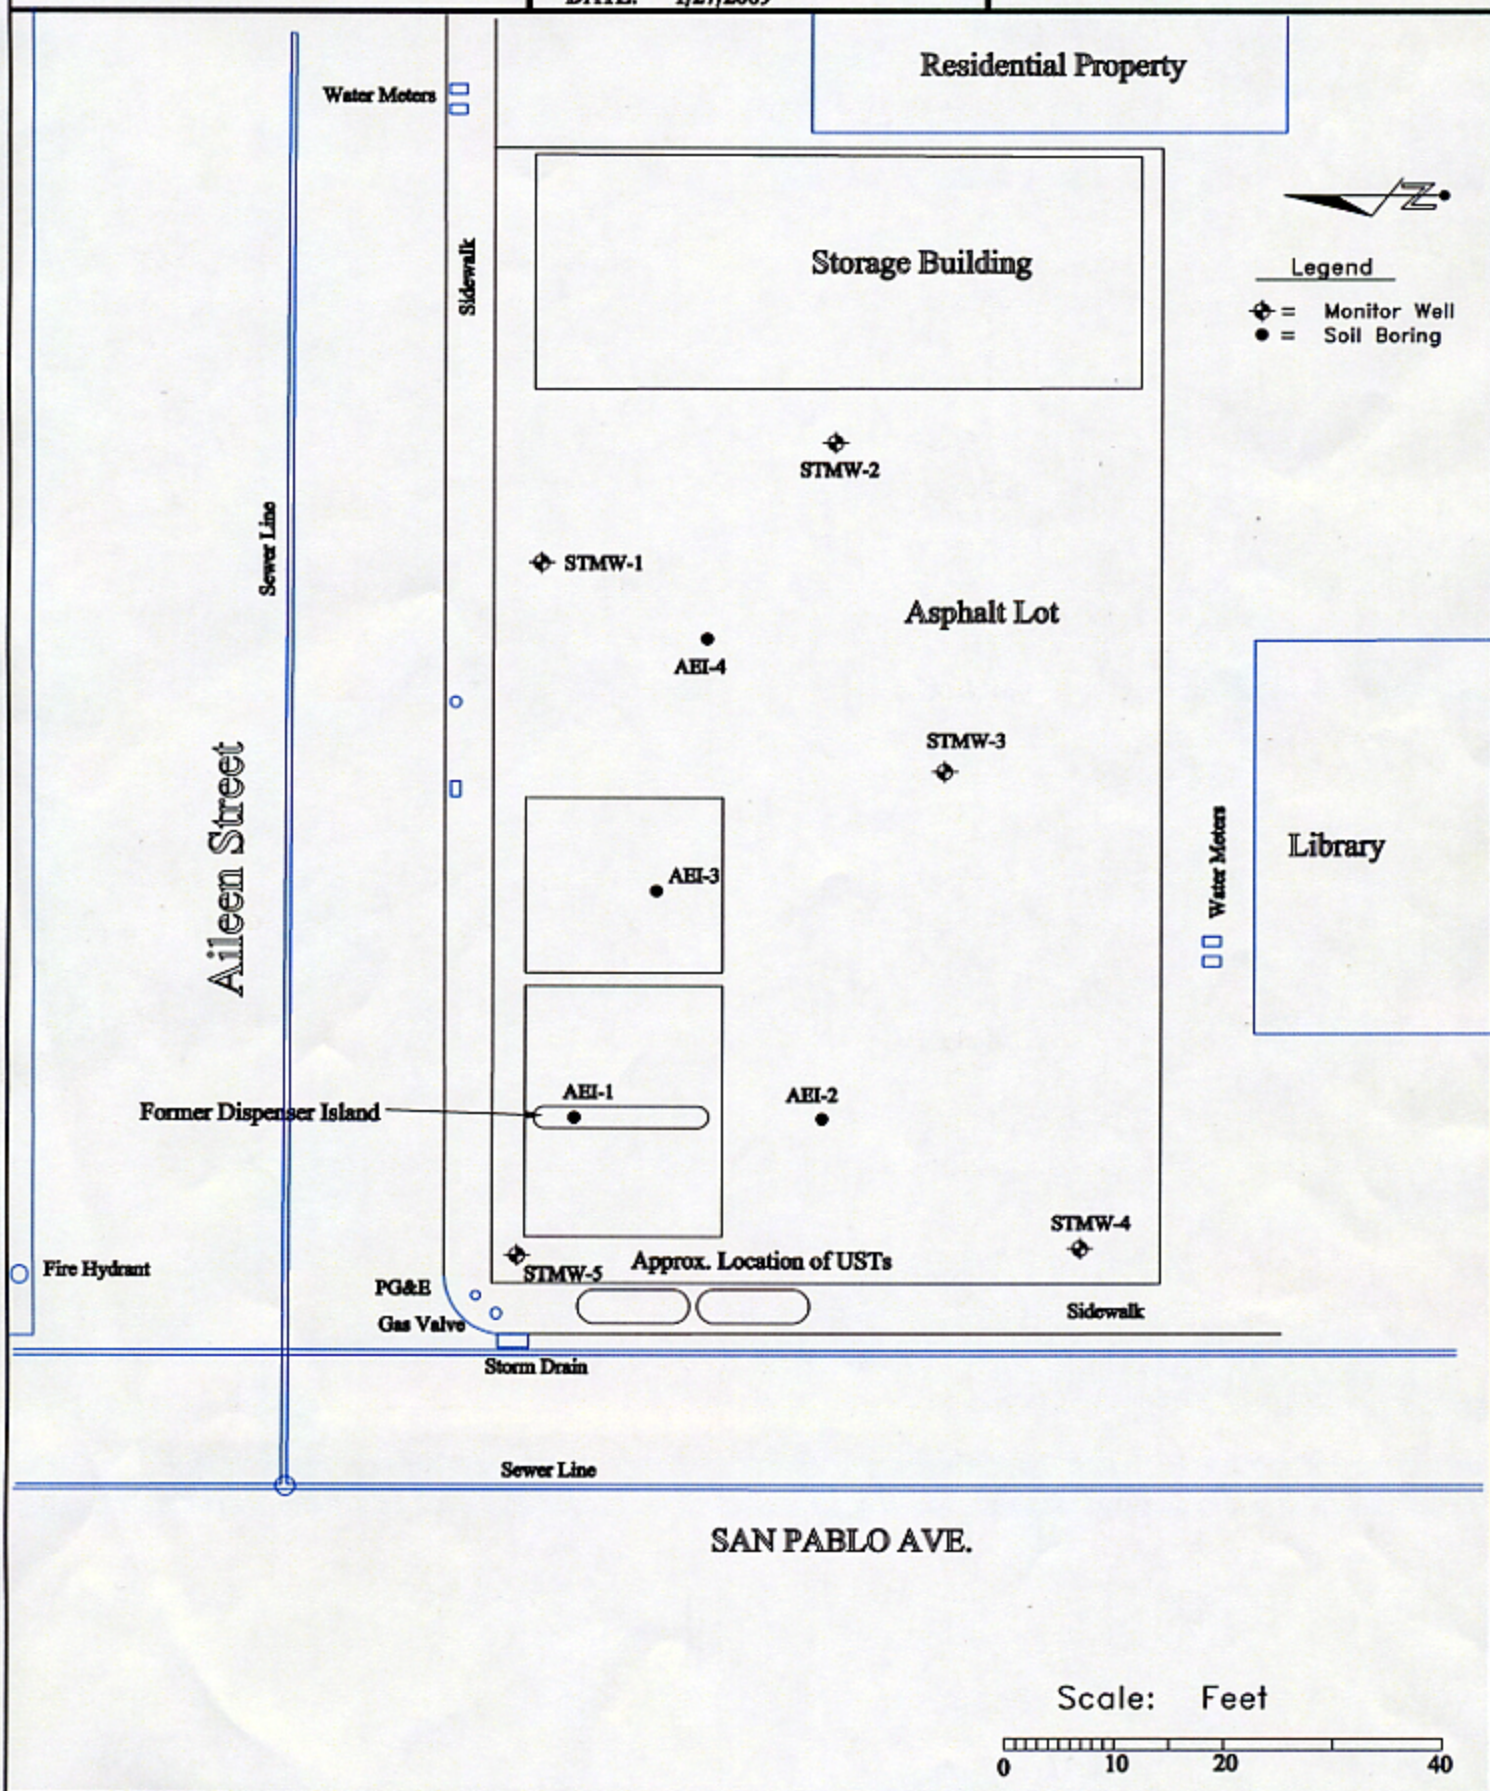 Residential Property
Water Meters
Sidewalk
Storage Building
Z
Legend
= Monitor Well
= Soil Boring
STMW-2
STMW-1
Sewer Line
Asphalt Lot
AEI-4
STMW-3
Aileen Street
Water Meters
Library
AEI-3
AEI-1
AEI-2
Former Dispenser Island
STMW-4
STMW-5
Approx. Location of USTs
Fire Hydrant
PG&E
Gas Valve
Sidewalk
Storm Drain
Sewer Line
SAN PABLO AVE.
Scale: Feet
0 10 20 40